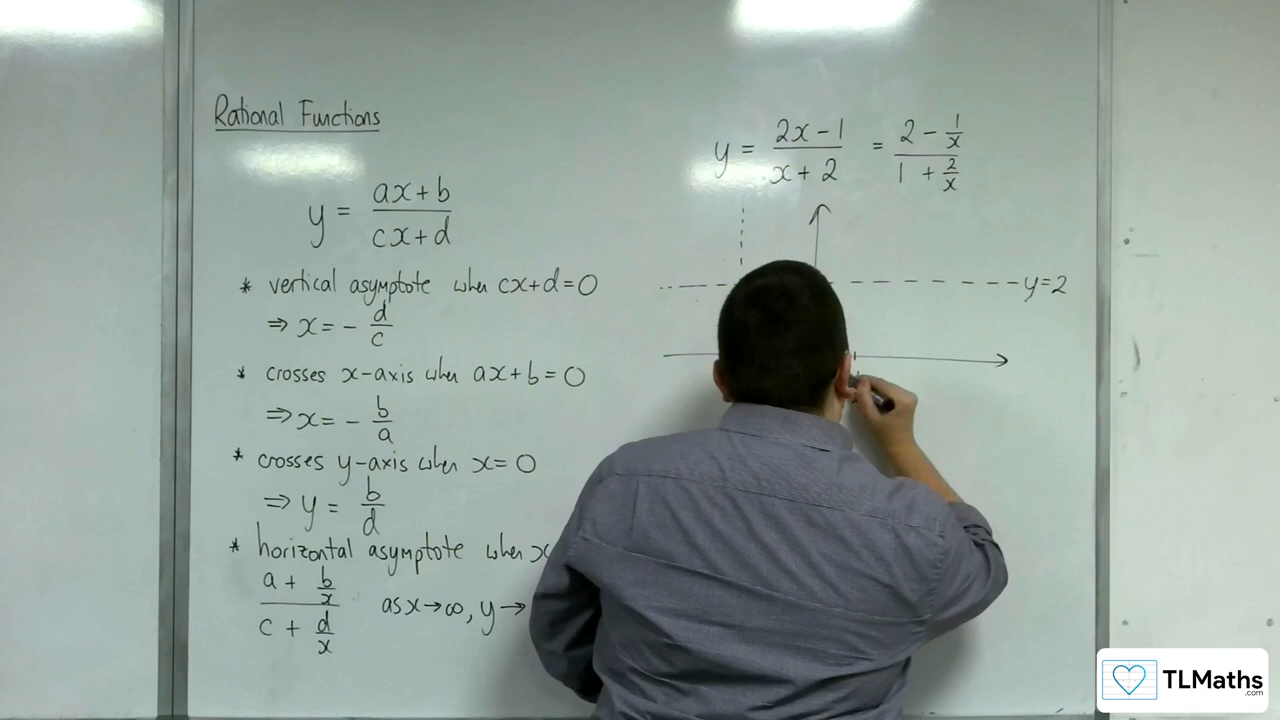 Rational Functions
y = (ax+b)/(cx+d)
* vertical asymptote when cx+d=0
⇒ x = - d/c
* crosses x-axis when ax+b=0
⇒ x = - b/a
* crosses y-axis when x=0
⇒ y = b/d
* horizontal asymptote when x
(a + b/x)/(c + d/x) as x→∞, y→
y = (2x-1)/(x+2) = (2 - 1/x)/(1 + 2/x)
y=2
TLMaths
.com